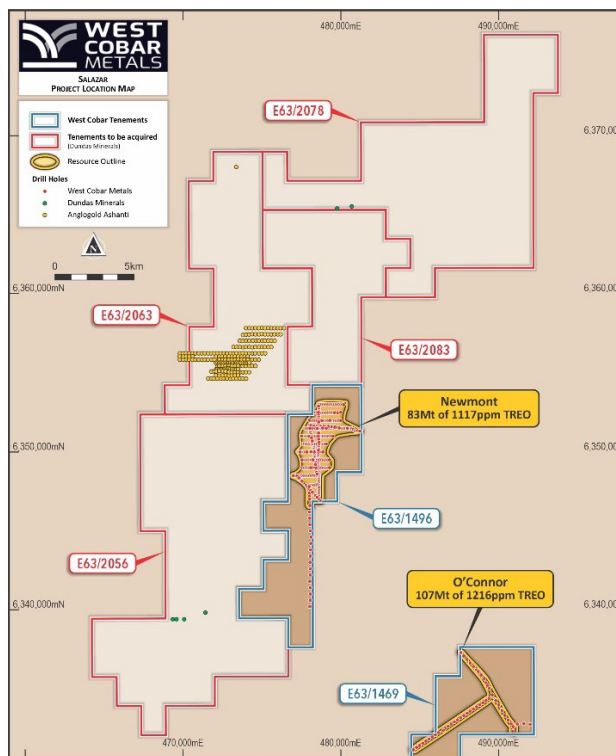 WEST
COBAR
METALS
SALAZAR
PROJECT LOCATION MAP
West Cobar Tenements
Tenements to be acquired
(Dundas Minerals)
Resource Outline
Drill Holes
West Cobar Metals
Dundas Minerals
Anglogold Ashanti
0 5km
480,000mE
490,000mE
E63/2078
6,370,000mN
6,360,000mN
6,360,000mN
E63/2063
E63/2083
Newmont
83Mt of 1117ppm TREO
6,350,000mN
6,350,000mN
E63/1496
E63/2056
O'Connor
107Mt of 1216ppm TREO
6,340,000mN
6,340,000mN
E63/1469
470,000mE
480,000mE
490,000mE